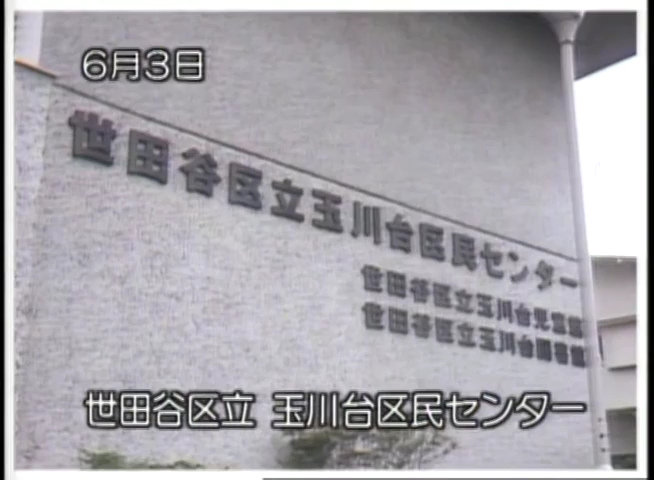 6月3日
世田谷区立玉川台区民センター
世田谷区立玉川台児童館
世田谷区立玉川台図書館
世田谷区立 玉川台区民センター